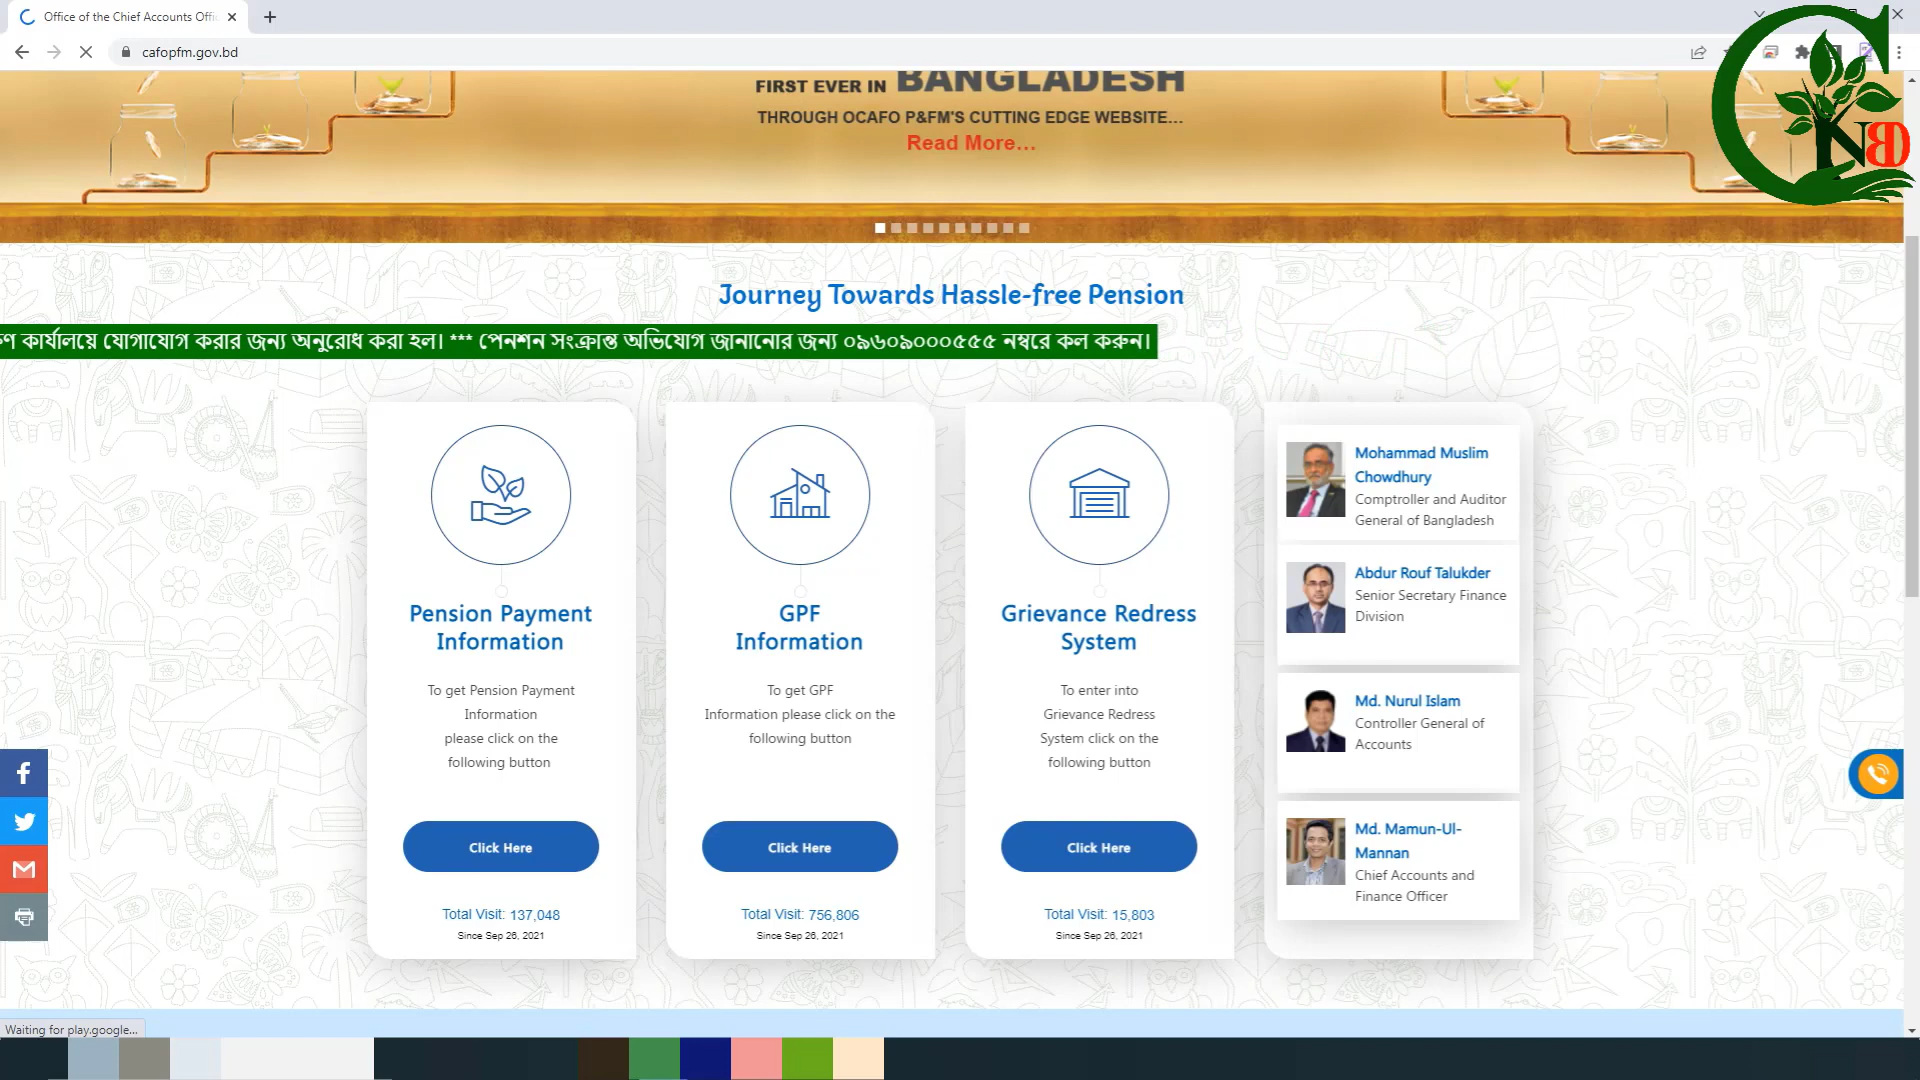 Office of the Chief Accounts Offi
cafopfm.gov.bd
FIRST EVER IN BANGLADESH
THROUGH OCAFO P&FM'S CUTTING EDGE WEBSITE...
Read More...
Journey Towards Hassle-free Pension
কার্যালয়ে যোগাযোগ করার জন্য অনুরোধ করা হল। *** পেনশন সংক্রান্ত অভিযোগ জানানোর জন্য ০৯৬০৯০০০৫৫৫ নম্বরে কল করুন।
Pension Payment
Information
To get Pension Payment
Information
please click on the
following button
Click Here
Total Visit: 137,048
Since Sep 26, 2021
GPF
Information
To get GPF
Information please click on the
following button
Click Here
Total Visit: 756,806
Since Sep 26, 2021
Grievance Redress
System
To enter into
Grievance Redress
System click on the
following button
Click Here
Total Visit: 15,803
Since Sep 26, 2021
Mohammad Muslim
Chowdhury
Comptroller and Auditor
General of Bangladesh
Abdur Rouf Talukder
Senior Secretary Finance
Division
Md. Nurul Islam
Controller General of
Accounts
Md. Mamun-Ul-
Mannan
Chief Accounts and
Finance Officer
Waiting for play.google...
CNBD